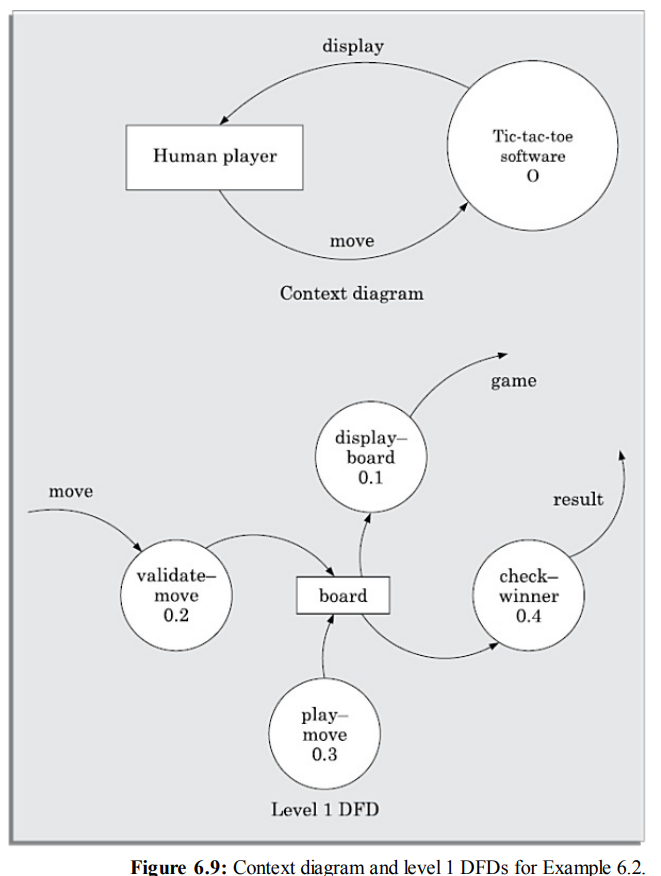 display
Human player
Tic-tac-toe
software
O
move
Context diagram
game
display–
board
0.1
move
result
validate–
move
0.2
board
check–
winner
0.4
play–
move
0.3
Level 1 DFD
Figure 6.9: Context diagram and level 1 DFDs for Example 6.2.